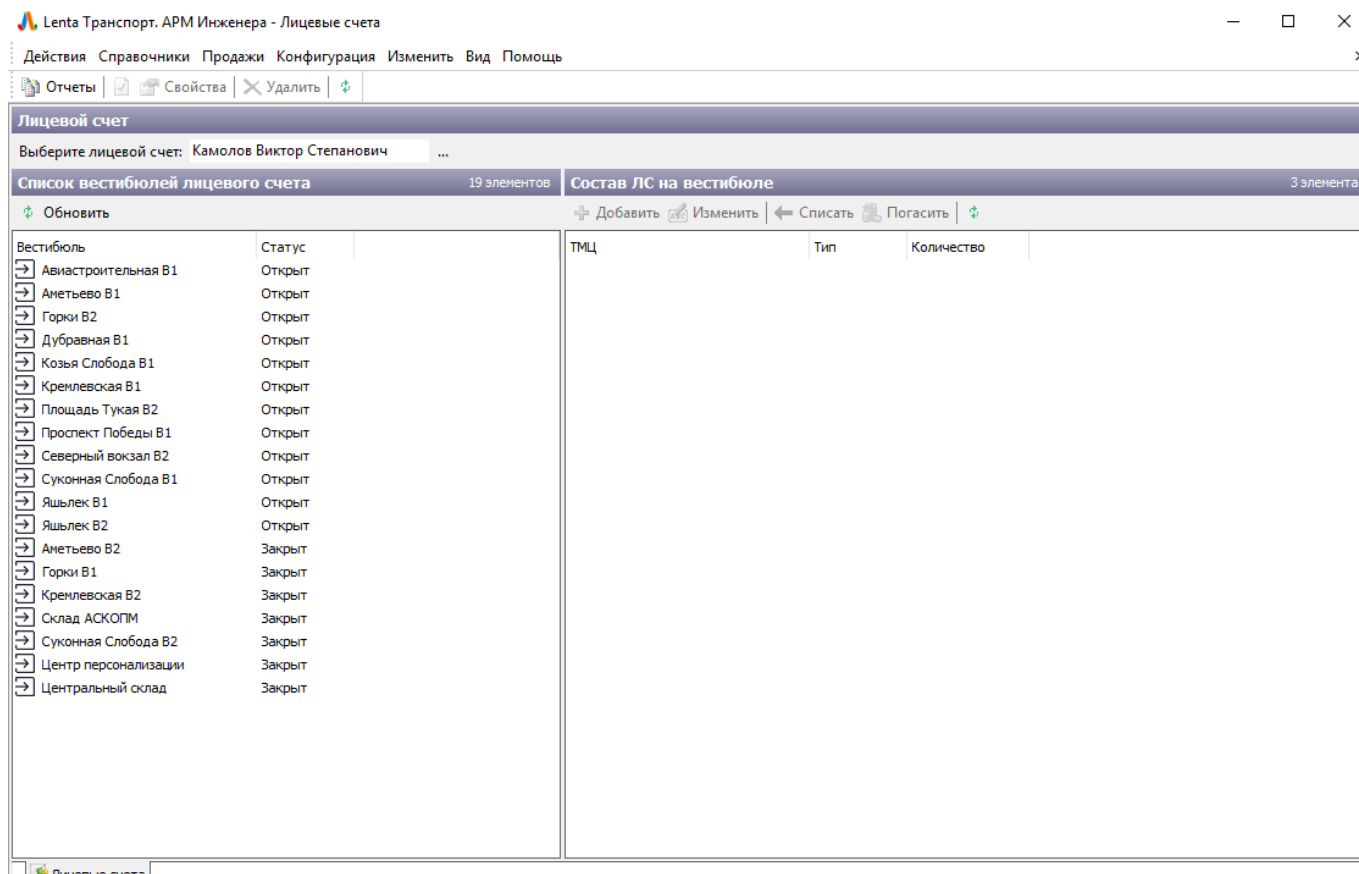 Lenta Транспорт. АРМ Инженера - Лицевые счета
Действия Справочники Продажи Конфигурация Изменить Вид Помощь
Отчеты Свойства Удалить
Лицевой счет
Выберите лицевой счет: Камолов Виктор Степанович ...
Список вестибюлей лицевого счета 19 элементов
Обновить
Вестибюль Статус
Авиастроительная В1 Открыт
Аметьево В1 Открыт
Горки В2 Открыт
Дубравная В1 Открыт
Козья Слобода В1 Открыт
Кремлевская В1 Открыт
Площадь Тукая В2 Открыт
Проспект Победы В1 Открыт
Северный вокзал В2 Открыт
Суконная Слобода В1 Открыт
Яшьлек В1 Открыт
Яшьлек В2 Открыт
Аметьево В2 Закрыт
Горки В1 Закрыт
Кремлевская В2 Закрыт
Склад АСКОПМ Закрыт
Суконная Слобода В2 Закрыт
Центр персонализации Закрыт
Центральный склад Закрыт
Состав ЛС на вестибюле 3 элемента
Добавить Изменить Списать Погасить
ТМЦ Тип Количество
Лицевые счета